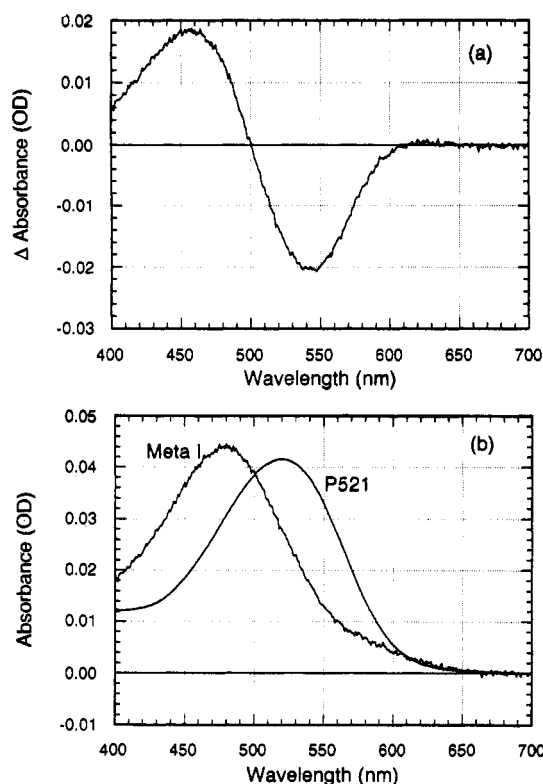 (a)
Δ Absorbance (OD)
0.02
0.01
0.00
-0.01
-0.02
-0.03
400 450 500 550 600 650 700
Wavelength (nm)
(b)
Absorbance (OD)
0.05
0.04
0.03
0.02
0.01
0.00
-0.01
Meta I
P521
400 450 500 550 600 650 700
Wavelength (nm)